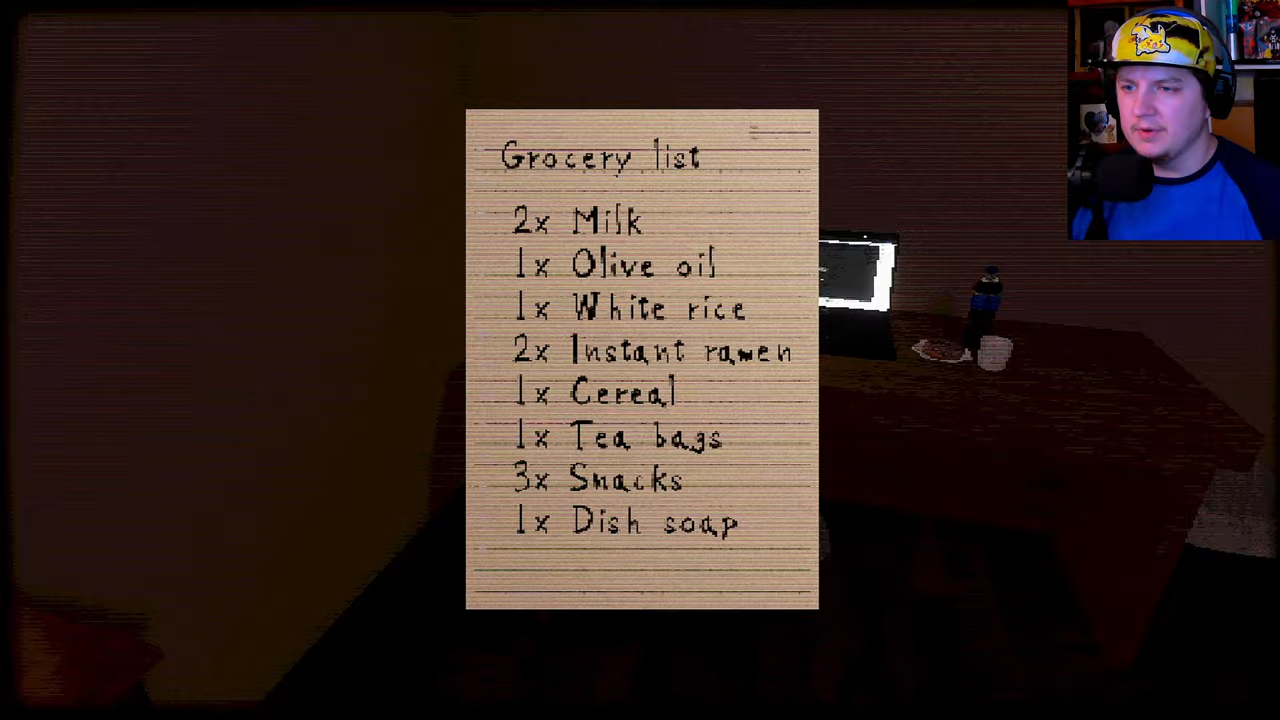 Grocery list
2x Milk
1x Olive oil
1x White rice
2x Instant ramen
1x Cereal
1x Tea bags
3x Snacks
1x Dish soap